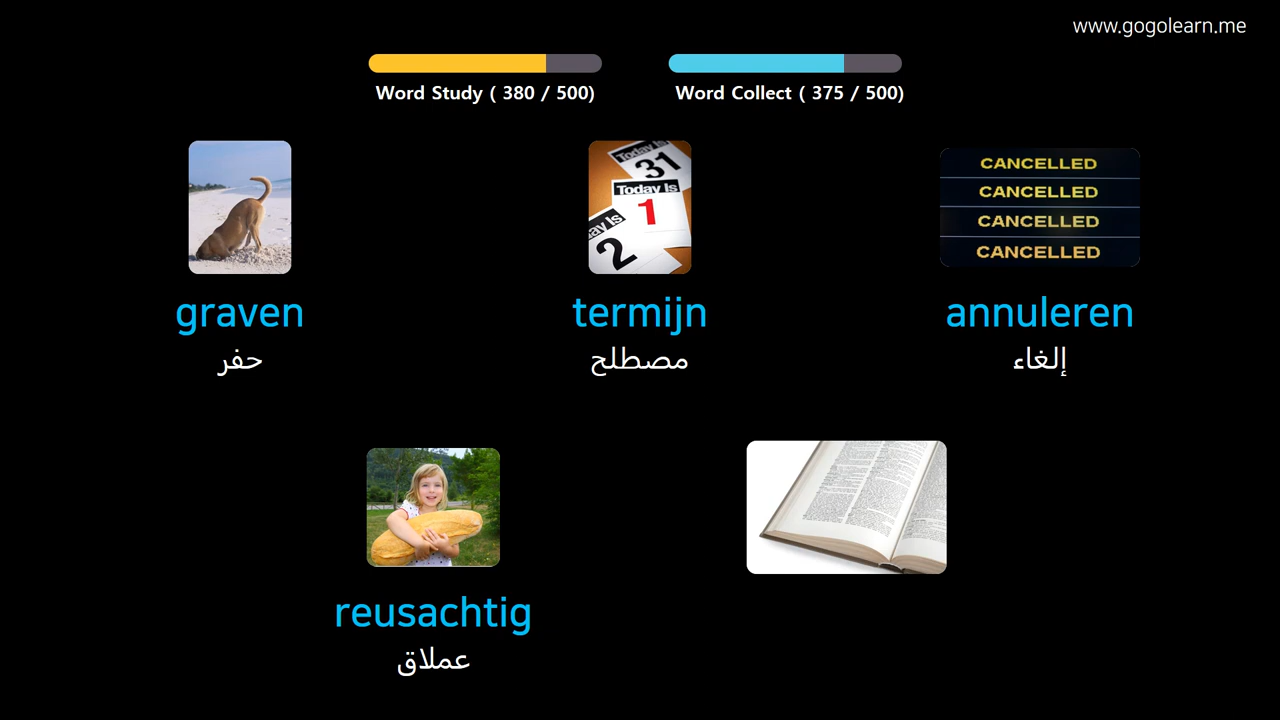 www.gogolearn.me
Word Study ( 380 / 500)
Word Collect ( 375 / 500)
Today Is
31
Today Is
1
ay Is
2
CANCELLED
CANCELLED
CANCELLED
CANCELLED
graven
termijn
annuleren
حفر
مصطلح
إلغاء
reusachtig
عملاق